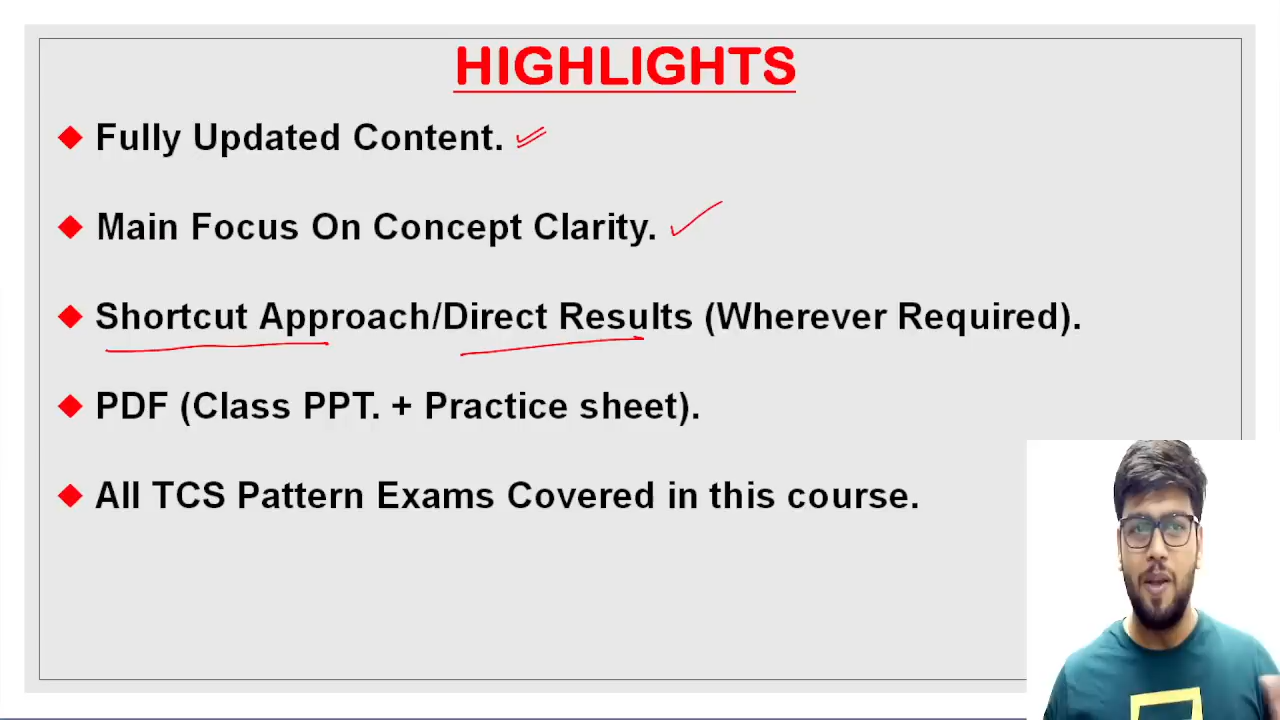 HIGHLIGHTS
Fully Updated Content.
Main Focus On Concept Clarity.
Shortcut Approach/Direct Results (Wherever Required).
PDF (Class PPT. + Practice sheet).
All TCS Pattern Exams Covered in this course.